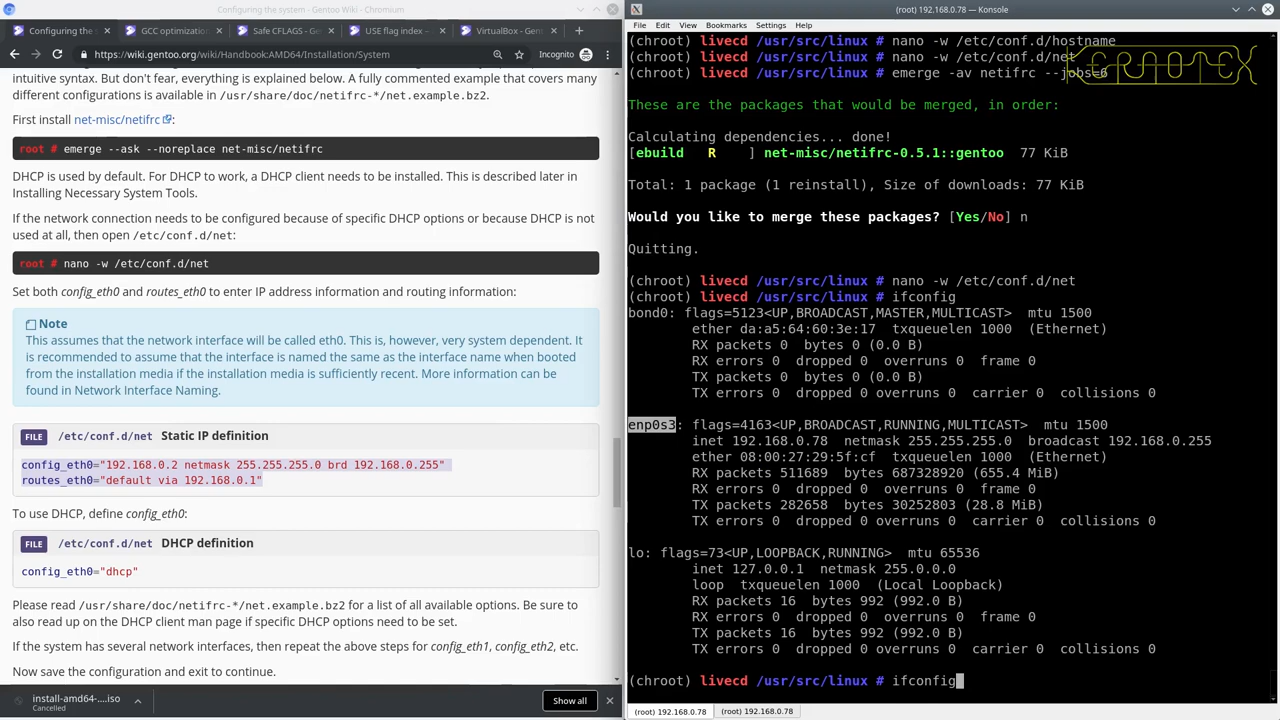 Configuring the system - Gentoo Wiki - Chromium
Configuring the
GCC optimizatio
Safe CFLAGS -
USE flag index –
VirtualBox - Gen
https://wiki.gentoo.org/wiki/Handbook:AMD64/Installation/System
Incognito
intuitive syntax. But don't fear, everything is explained below. A fully commented example that covers many
different configurations is available in /usr/share/doc/netifrc-*/net.example.bz2.
First install net-misc/netifrc:
root # emerge --ask --noreplace net-misc/netifrc
DHCP is used by default. For DHCP to work, a DHCP client needs to be installed. This is described later in
Installing Necessary System Tools.
If the network connection needs to be configured because of specific DHCP options or because DHCP is not
used at all, then open /etc/conf.d/net:
root # nano -w /etc/conf.d/net
Set both config_eth0 and routes_eth0 to enter IP address information and routing information:
Note
This assumes that the network interface will be called eth0. This is, however, very system dependent. It
is recommended to assume that the interface is named the same as the interface name when booted
from the installation media if the installation media is sufficiently recent. More information can be
found in Network Interface Naming.
FILE /etc/conf.d/net Static IP definition
config_eth0="192.168.0.2 netmask 255.255.255.0 brd 192.168.0.255"
routes_eth0="default via 192.168.0.1"
To use DHCP, define config_eth0:
FILE /etc/conf.d/net DHCP definition
config_eth0="dhcp"
Please read /usr/share/doc/netifrc-*/net.example.bz2 for a list of all available options. Be sure to
also read up on the DHCP client man page if specific DHCP options need to be set.
If the system has several network interfaces, then repeat the above steps for config_eth1, config_eth2, etc.
Now save the configuration and exit to continue.
install-amd64-....iso
Cancelled
Show all
(root) 192.168.0.78 — Konsole
File Edit View Bookmarks Settings Help
(chroot) livecd /usr/src/linux # nano -w /etc/conf.d/hostname
(chroot) livecd /usr/src/linux # nano -w /etc/conf.d/net
(chroot) livecd /usr/src/linux # emerge -av netifrc --jobs=6
These are the packages that would be merged, in order:
Calculating dependencies... done!
[ebuild R ] net-misc/netifrc-0.5.1::gentoo 77 KiB
Total: 1 package (1 reinstall), Size of downloads: 77 KiB
Would you like to merge these packages? [Yes/No] n
Quitting.
(chroot) livecd /usr/src/linux # nano -w /etc/conf.d/net
(chroot) livecd /usr/src/linux # ifconfig
bond0: flags=5123<UP,BROADCAST,MASTER,MULTICAST> mtu 1500
ether da:a5:64:60:3e:17 txqueuelen 1000 (Ethernet)
RX packets 0 bytes 0 (0.0 B)
RX errors 0 dropped 0 overruns 0 frame 0
TX packets 0 bytes 0 (0.0 B)
TX errors 0 dropped 0 overruns 0 carrier 0 collisions 0
enp0s3: flags=4163<UP,BROADCAST,RUNNING,MULTICAST> mtu 1500
inet 192.168.0.78 netmask 255.255.255.0 broadcast 192.168.0.255
ether 08:00:27:29:5f:cf txqueuelen 1000 (Ethernet)
RX packets 511689 bytes 687328920 (655.4 MiB)
RX errors 0 dropped 0 overruns 0 frame 0
TX packets 282658 bytes 30252803 (28.8 MiB)
TX errors 0 dropped 0 overruns 0 carrier 0 collisions 0
lo: flags=73<UP,LOOPBACK,RUNNING> mtu 65536
inet 127.0.0.1 netmask 255.0.0.0
loop txqueuelen 1000 (Local Loopback)
RX packets 16 bytes 992 (992.0 B)
RX errors 0 dropped 0 overruns 0 frame 0
TX packets 16 bytes 992 (992.0 B)
TX errors 0 dropped 0 overruns 0 carrier 0 collisions 0
(chroot) livecd /usr/src/linux # ifconfig
(root) 192.168.0.78
(root) 192.168.0.78